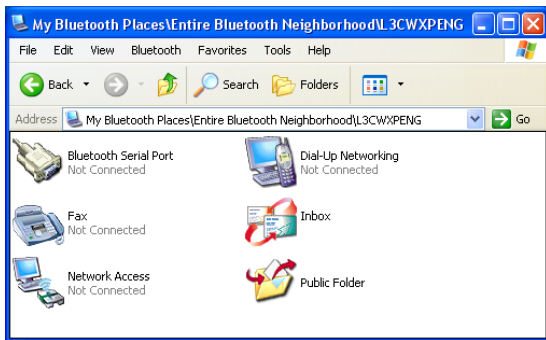 My Bluetooth Places\Entire Bluetooth Neighborhood\L3CWXPENG
File Edit View Bluetooth Favorites Tools Help
Back Search Folders
Address My Bluetooth Places\Entire Bluetooth Neighborhood\L3CWXPENG Go
Bluetooth Serial Port
Not Connected
Dial-Up Networking
Not Connected
Fax
Not Connected
Inbox
Network Access
Not Connected
Public Folder